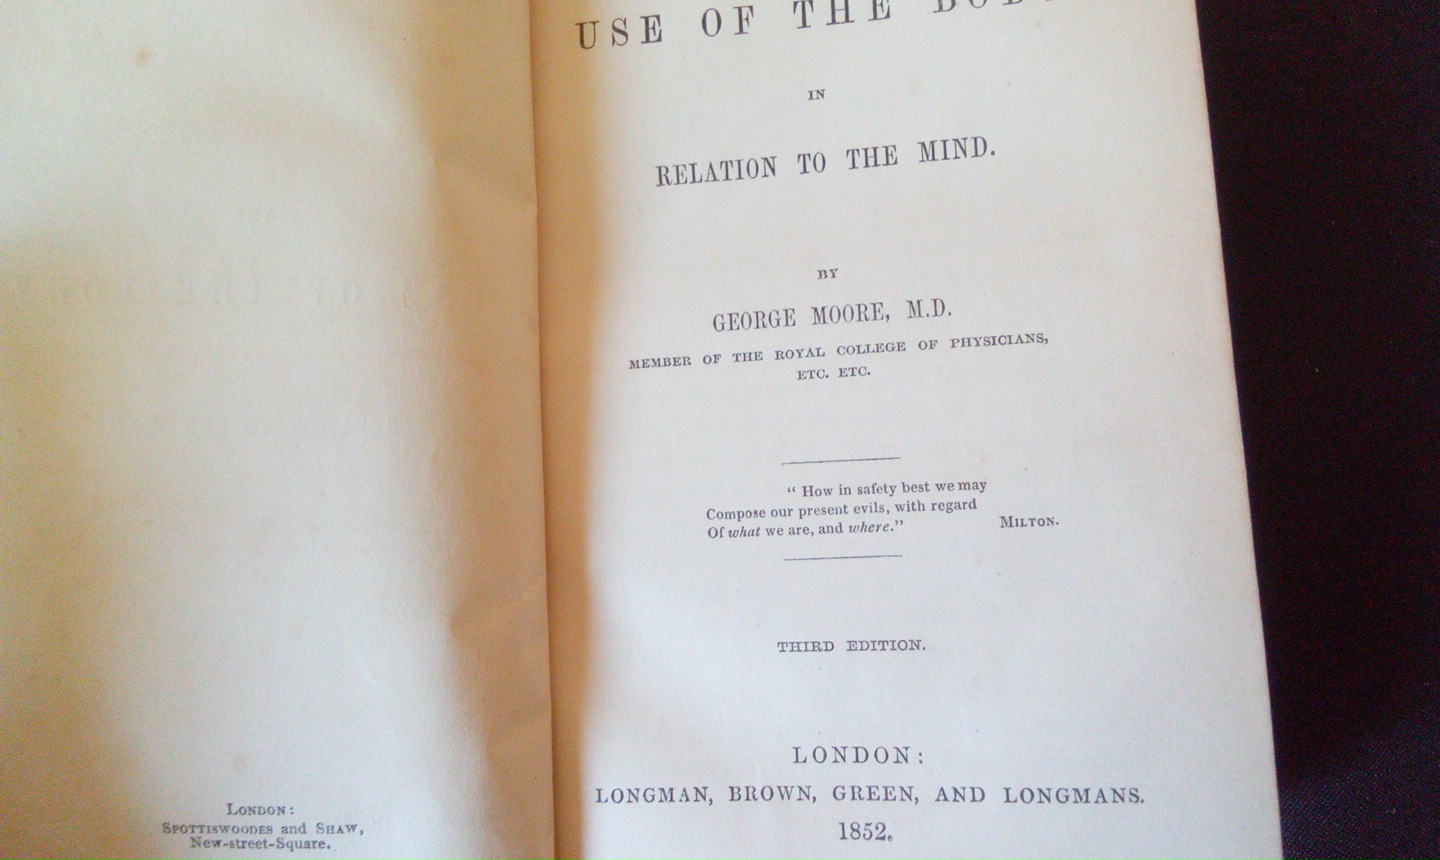 London:
Spottiswoodes and Shaw,
New-street-Square.
USE OF THE BODY
IN
RELATION TO THE MIND.
BY
GEORGE MOORE, M.D.
MEMBER OF THE ROYAL COLLEGE OF PHYSICIANS,
ETC. ETC.
“ How in safety best we may
Compose our present evils, with regard
Of what we are, and where.”
Milton.
THIRD EDITION.
LONDON:
LONGMAN, BROWN, GREEN, AND LONGMANS.
1852.